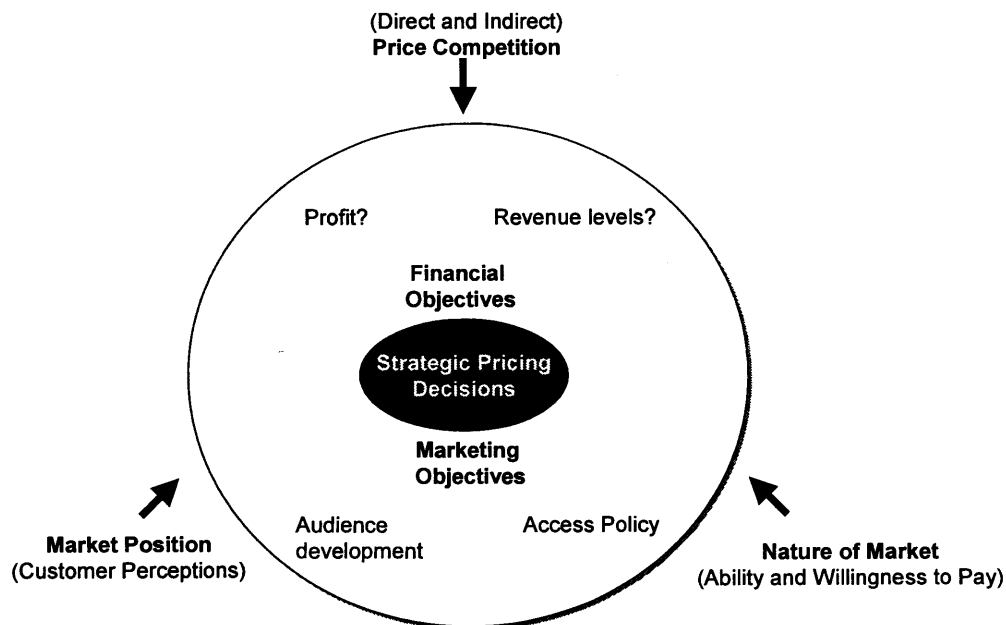 (Direct and Indirect)
Price Competition
Profit?
Revenue levels?
Financial
Objectives
Strategic Pricing
Decisions
Marketing
Objectives
Audience
development
Access Policy
Market Position
(Customer Perceptions)
Nature of Market
(Ability and Willingness to Pay)